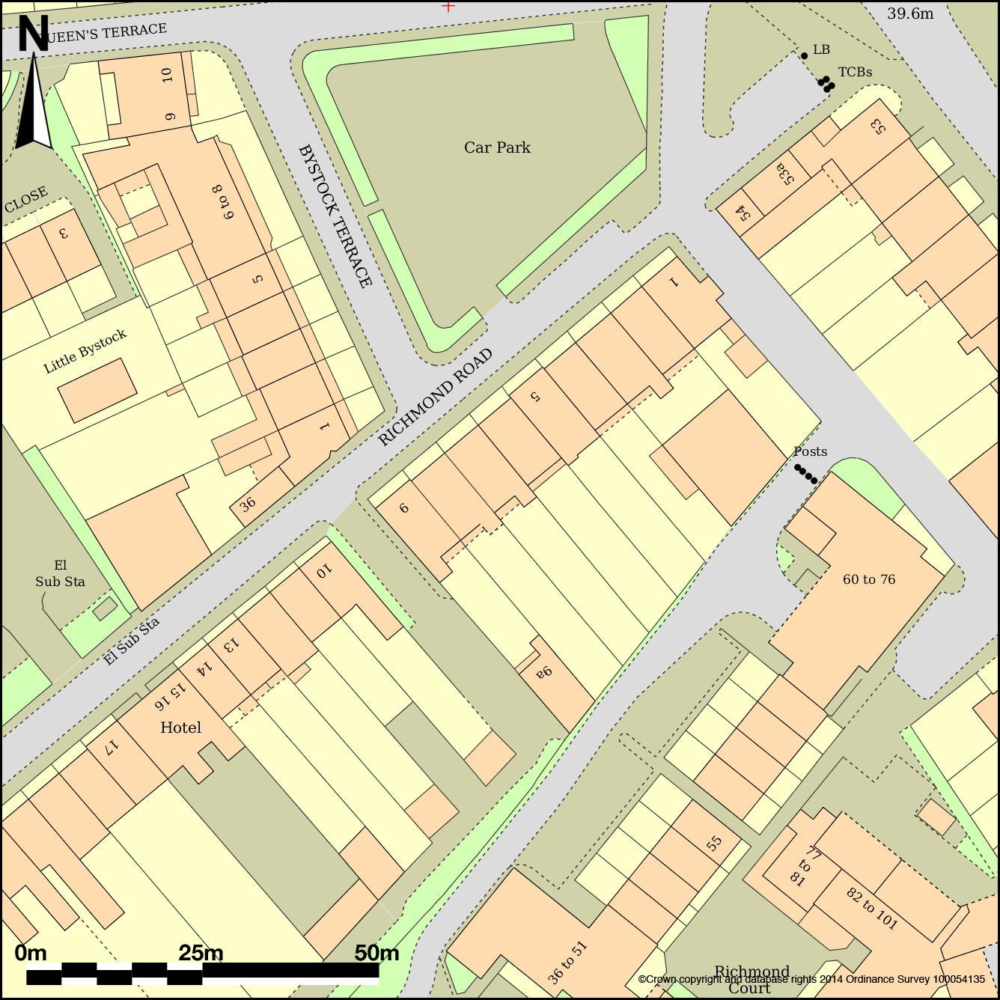 N
QUEEN'S TERRACE
39.6m
LB
TCBs
10
9
53
Car Park
BYSTOCK TERRACE
53a
CLOSE
6 to 8
54
3
5
1
Little Bystock
RICHMOND ROAD
5
1
Posts
36
6
El
Sub Sta
10
60 to 76
El Sub Sta
13
14
9a
15 16
Hotel
17
55
77
to
81
82 to 101
0m
25m
50m
36 to 51
Richmond
Court
©Crown copyright and database rights 2014 Ordinance Survey 100054135